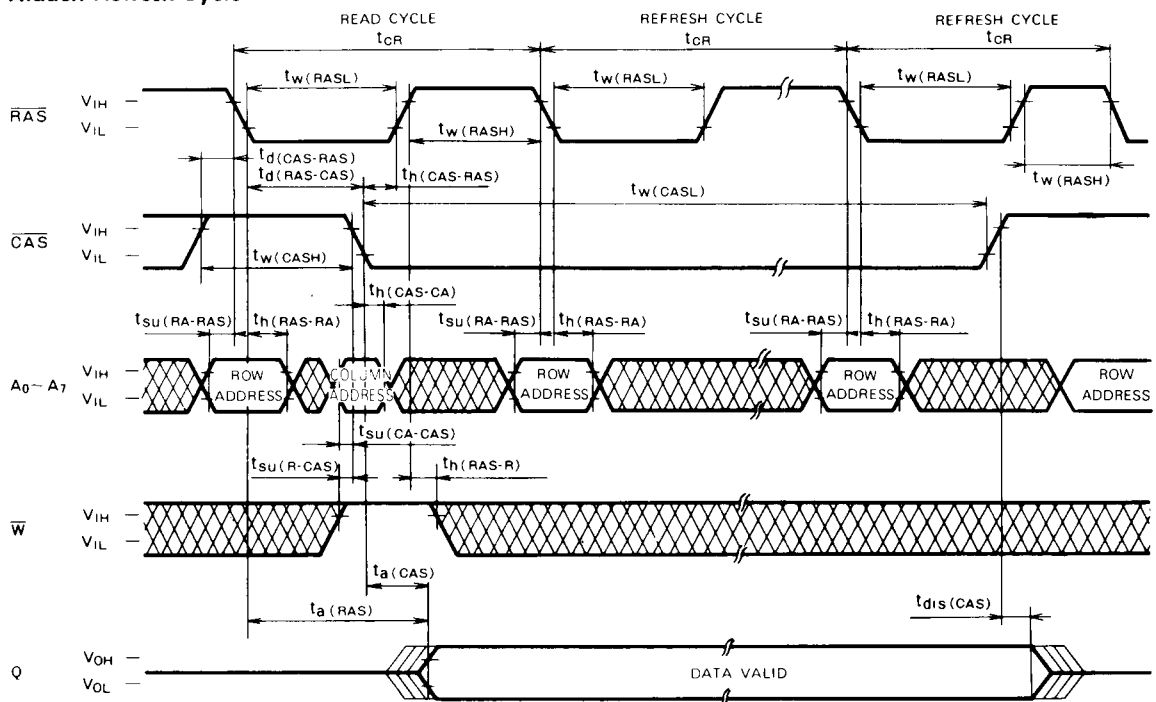 READ CYCLE
REFRESH CYCLE
REFRESH CYCLE
tCR
tCR
tCR
tw(RASL)
tw(RASL)
tw(RASL)
RAS
VIH
VIL
tw(RASH)
tw(RASH)
td(CAS-RAS)
td(RAS-CAS)
th(CAS-RAS)
tw(CASL)
CAS
VIH
VIL
tw(CASH)
th(CAS-CA)
tsu(RA-RAS)
th(RAS-RA)
tsu(RA-RAS)
th(RAS-RA)
tsu(RA-RAS)
th(RAS-RA)
A0–A7
VIH
VIL
ROW ADDRESS
COLUMN ADDRESS
ROW ADDRESS
ROW ADDRESS
ROW ADDRESS
tsu(CA-CAS)
tsu(R-CAS)
th(RAS-R)
W
VIH
VIL
ta(CAS)
ta(RAS)
tdis(CAS)
Q
VOH
VOL
DATA VALID